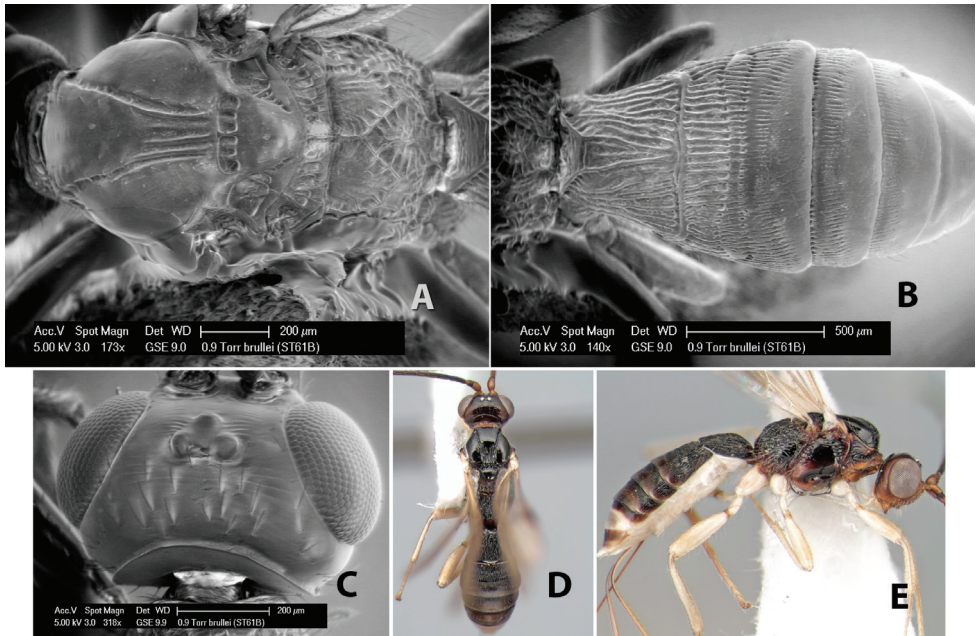 A
Acc.V Spot Magn Det WD 200 µm
5.00 kV 3.0 173x GSE 9.0 0.9 Torr brullei (ST61B)
B
Acc.V Spot Magn Det WD 500 µm
5.00 kV 3.0 140x GSE 9.0 0.9 Torr brullei (ST61B)
C
Acc.V Spot Magn Det WD 200 µm
5.00 kV 3.0 318x GSE 9.9 0.9 Torr brullei (ST61B)
D
E